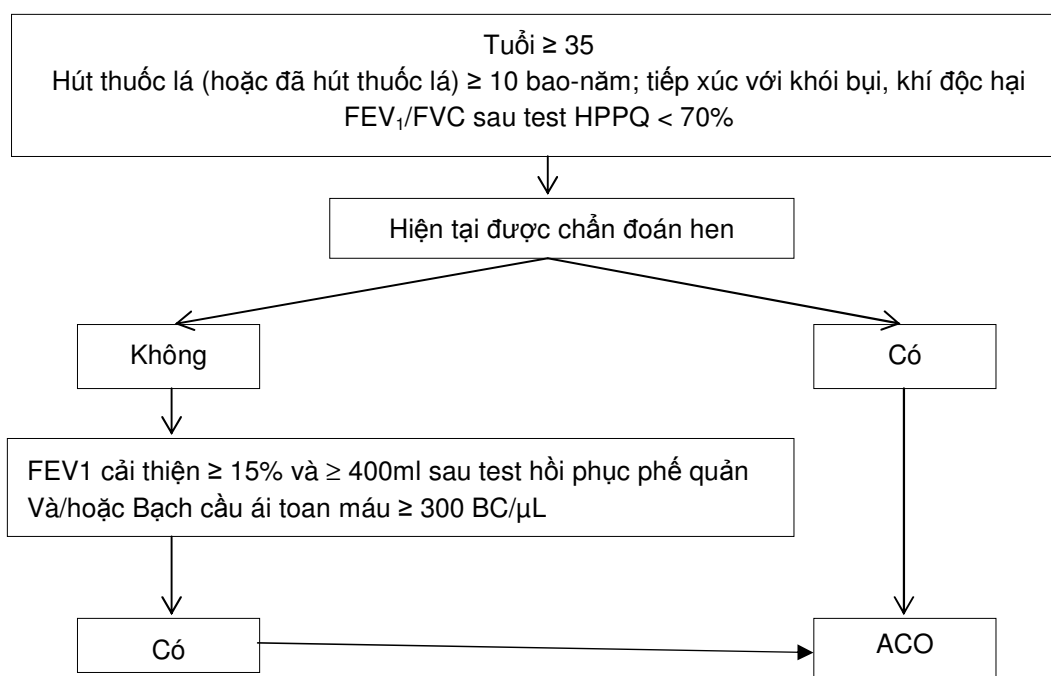 Tuổi ≥ 35
Hút thuốc lá (hoặc đã hút thuốc lá) ≥ 10 bao-năm; tiếp xúc với khói bụi, khí độc hại
FEV₁/FVC sau test HPPQ < 70%
Hiện tại được chẩn đoán hen
Không
Có
FEV1 cải thiện ≥ 15% và ≥ 400ml sau test hồi phục phế quản
Và/hoặc Bạch cầu ái toan máu ≥ 300 BC/µL
Có
ACO